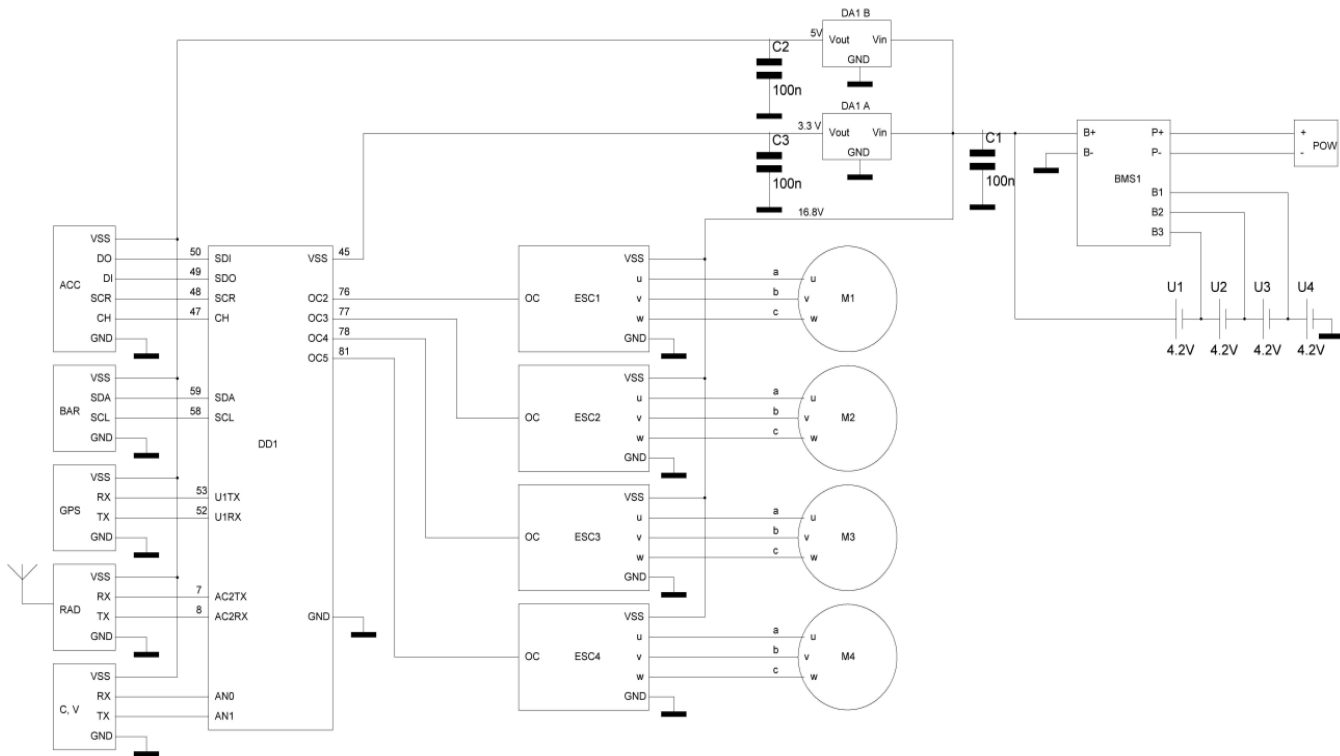 DA1 B
5V
Vout
Vin
GND
C2
100n
DA1 A
3.3 V
Vout
Vin
GND
C3
100n
C1
100n
16.8V
B+
B-
P+
P-
BMS1
B1
B2
B3
+
-
POW
U1
U2
U3
U4
4.2V
4.2V
4.2V
4.2V
ACC
VSS
DO
DI
SCR
CH
GND
50
49
48
47
BAR
VSS
SDA
SCL
GND
59
58
GPS
VSS
RX
TX
GND
53
52
RAD
VSS
RX
TX
GND
7
8
C, V
VSS
RX
TX
GND
DD1
SDI
SDO
SCR
CH
SDA
SCL
U1TX
U1RX
AC2TX
AC2RX
AN0
AN1
VSS
OC2
OC3
OC4
OC5
GND
45
76
77
78
81
OC
ESC1
VSS
u
v
w
GND
a
b
c
u
v
w
M1
OC
ESC2
VSS
u
v
w
GND
a
b
c
u
v
w
M2
OC
ESC3
VSS
u
v
w
GND
a
b
c
u
v
w
M3
OC
ESC4
VSS
u
v
w
GND
a
b
c
u
v
w
M4